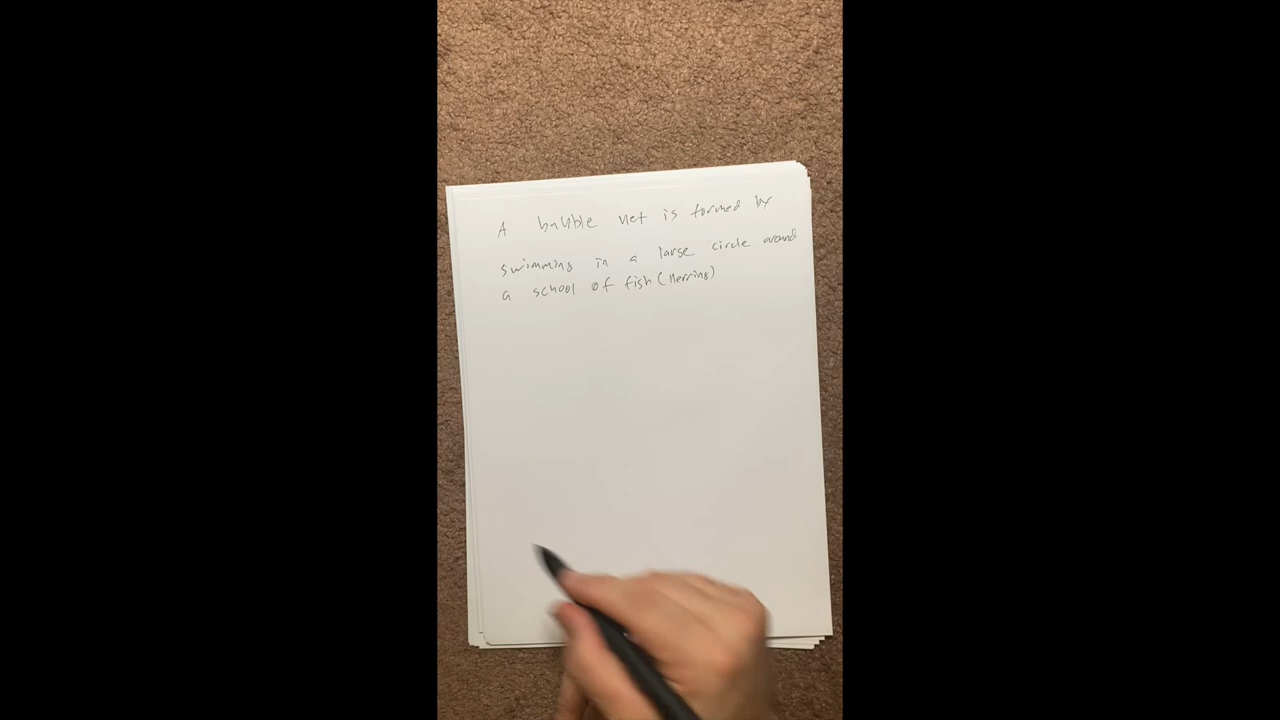 A bubble net is formed by
swimming in a large circle around
a school of fish (Herring)